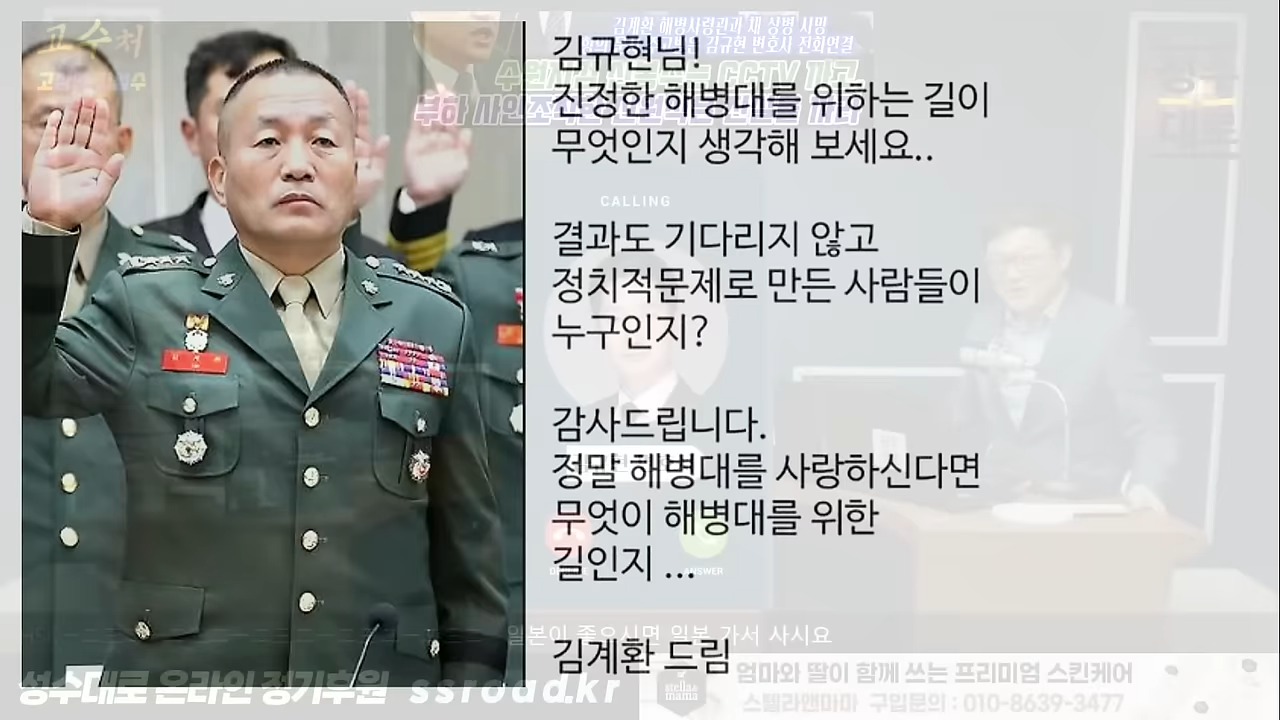 김계환 해병사령관과 채 상병 사망
김규현 변호사 전화연결
부하
김규현님!
진정한 해병대를 위하는 길이
무엇인지 생각해 보세요..
CALLING
결과도 기다리지 않고
정치적문제로 만든 사람들이
누구인지?
감사드립니다.
정말 해병대를 사랑하신다면
무엇이 해병대를 위한
길인지 ...
ANSWER
일본이 좋으시면 일본 가서 사시요
김계환 드림
성수대로 온라인 정기후원 ssroad.kr
stella& mama
엄마와 딸이 함께 쓰는 프리미엄 스킨케어
스텔라앤마마 구입문의 : 010-8639-3477